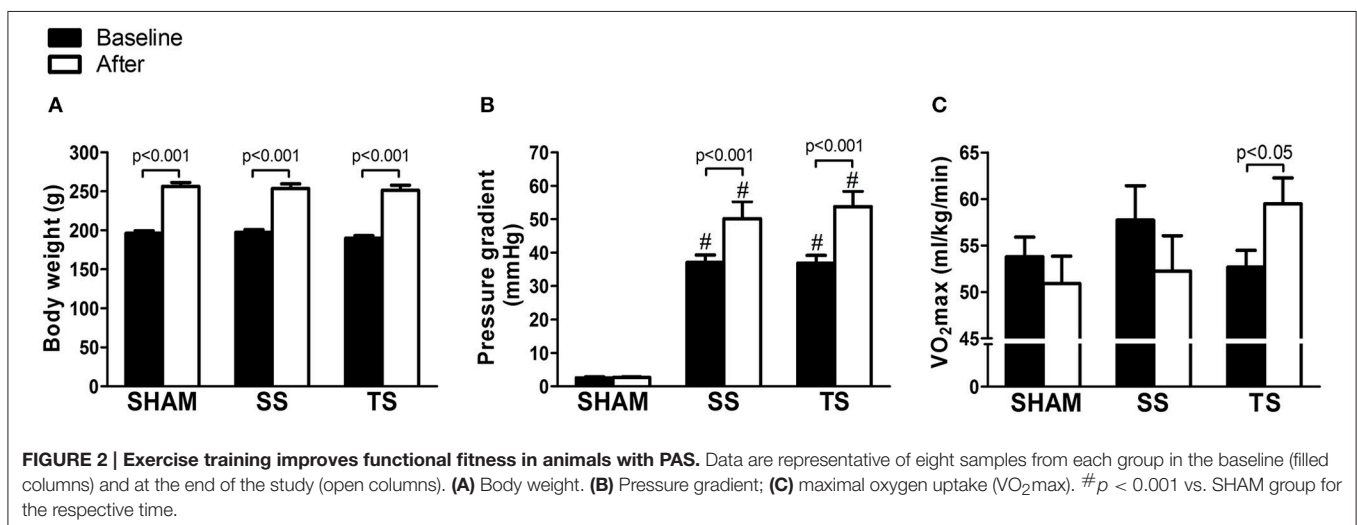 Baseline
After
A
B
C
Body weight (g)
300
250
200
150
100
50
0
p<0.001
p<0.001
p<0.001
SHAM
SS
TS
Pressure gradient
(mmHg)
70
60
50
40
30
20
10
0
p<0.001
p<0.001
#
#
#
#
SHAM
SS
TS
VO2max (ml/kg/min)
65
60
55
50
45
0
p<0.05
SHAM
SS
TS
FIGURE 2 | Exercise training improves functional fitness in animals with PAS. Data are representative of eight samples from each group in the baseline (filled
columns) and at the end of the study (open columns). (A) Body weight. (B) Pressure gradient; (C) maximal oxygen uptake (VO2max). #p < 0.001 vs. SHAM group for
the respective time.